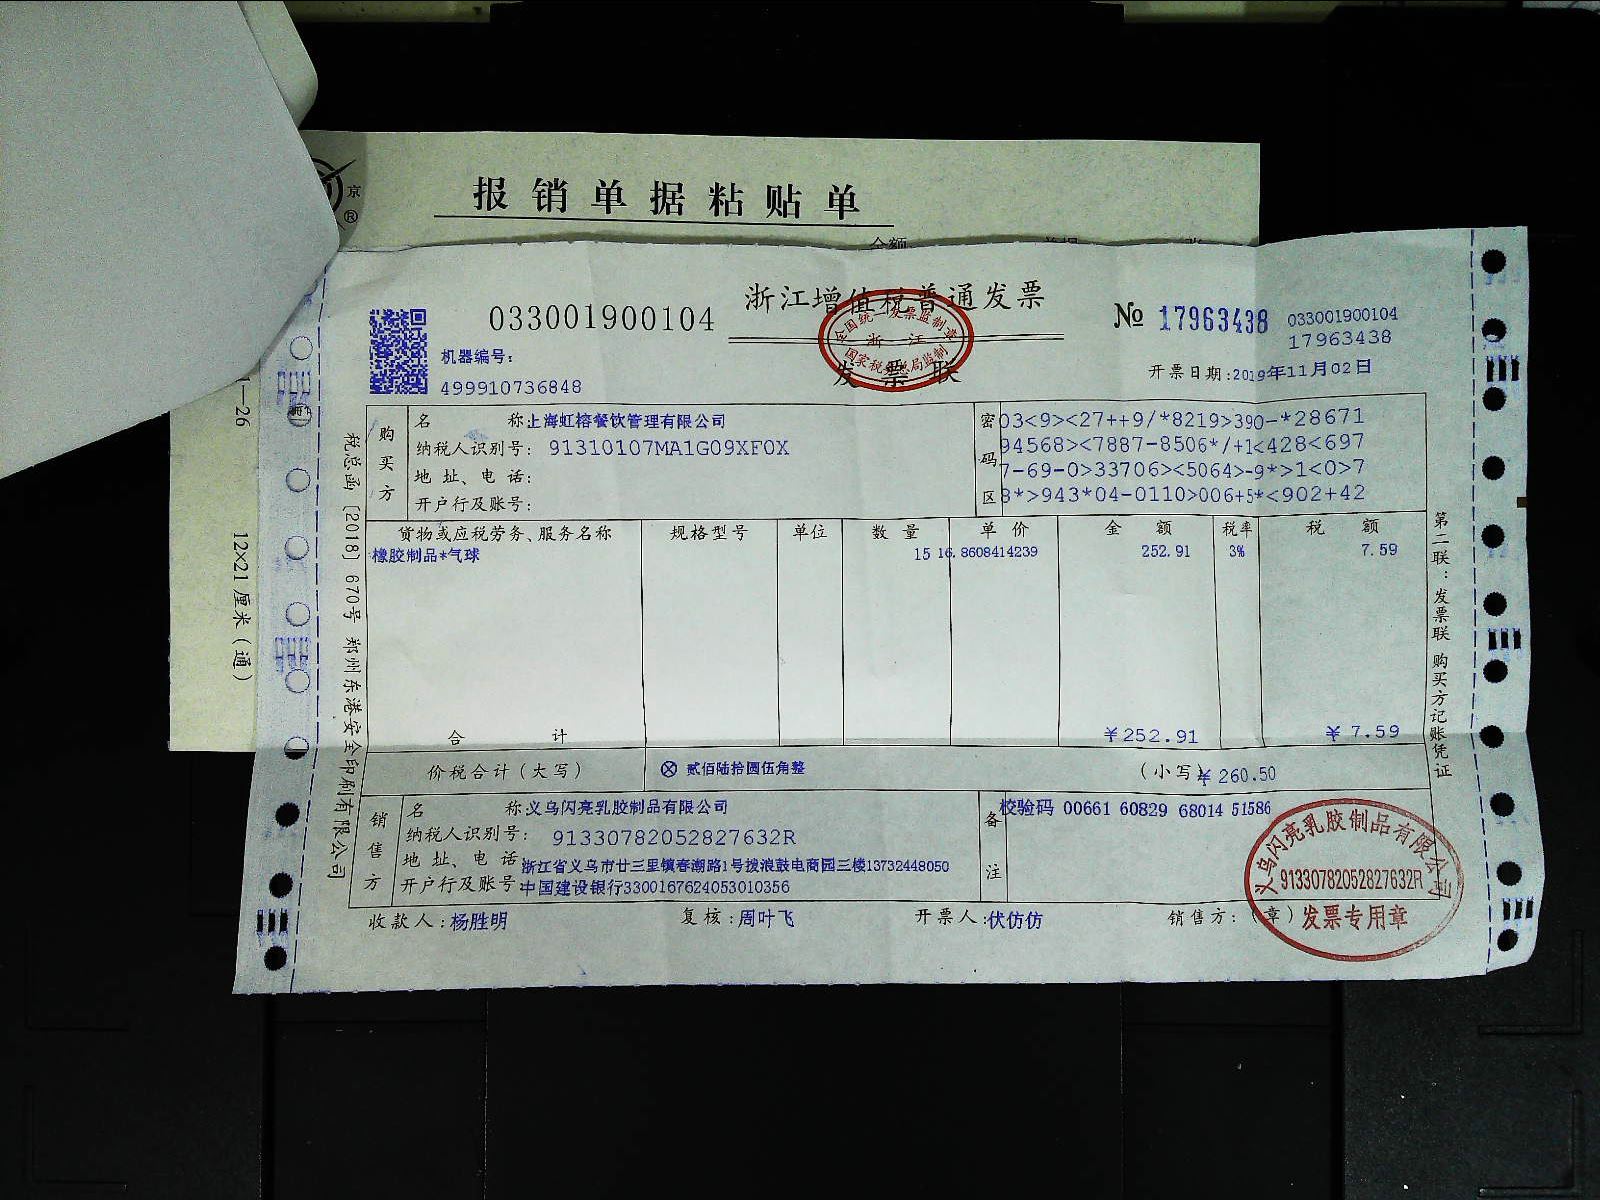 京
®
报销单据粘贴单
1—26
12×21 厘米(通)
浙江增值税普通发票
033001900104
№ 17963438
033001900104
17963438
全国统一发票监制章
浙 江
国家税务总局监制
发 票 联
机器编号:
499910736848
开票日期:2019年11月02日
购买方
名 称:上海虹榕餐饮管理有限公司
纳税人识别号: 91310107MA1G09XF0X
地 址、电 话:
开户行及账号:
密码区
03<9><27++9/*8219>390-*28671
94568><7887-8506*/+1<428<697
7-69-0>33706><5064>-9*>1<0>7
8*>943*04-0110>006+5*<902+42
货物或应税劳务、服务名称 规格型号 单位 数 量 单 价 金 额 税率 税 额
橡胶制品*气球 15 16.8608414239 252.91 3% 7.59
合 计 ¥252.91 ¥7.59
价税合计(大写) ⊗ 贰佰陆拾圆伍角整 (小写)¥260.50
销售方
名 称:义乌闪亮乳胶制品有限公司
纳税人识别号: 91330782052827632R
地 址、电 话:浙江省义乌市廿三里镇春潮路1号拨浪鼓电商园三楼13732448050
开户行及账号:中国建设银行3300167624053010356
备注
校验码 00661 60829 68014 51586
收款人:杨胜明 复核:周叶飞 开票人:伏仿仿 销售方:(章)
义乌闪亮乳胶制品有限公司
91330782052827632R
发票专用章
税总函〔2018〕670号 郑州东港安全印刷有限公司
第二联:发票联 购买方记账凭证